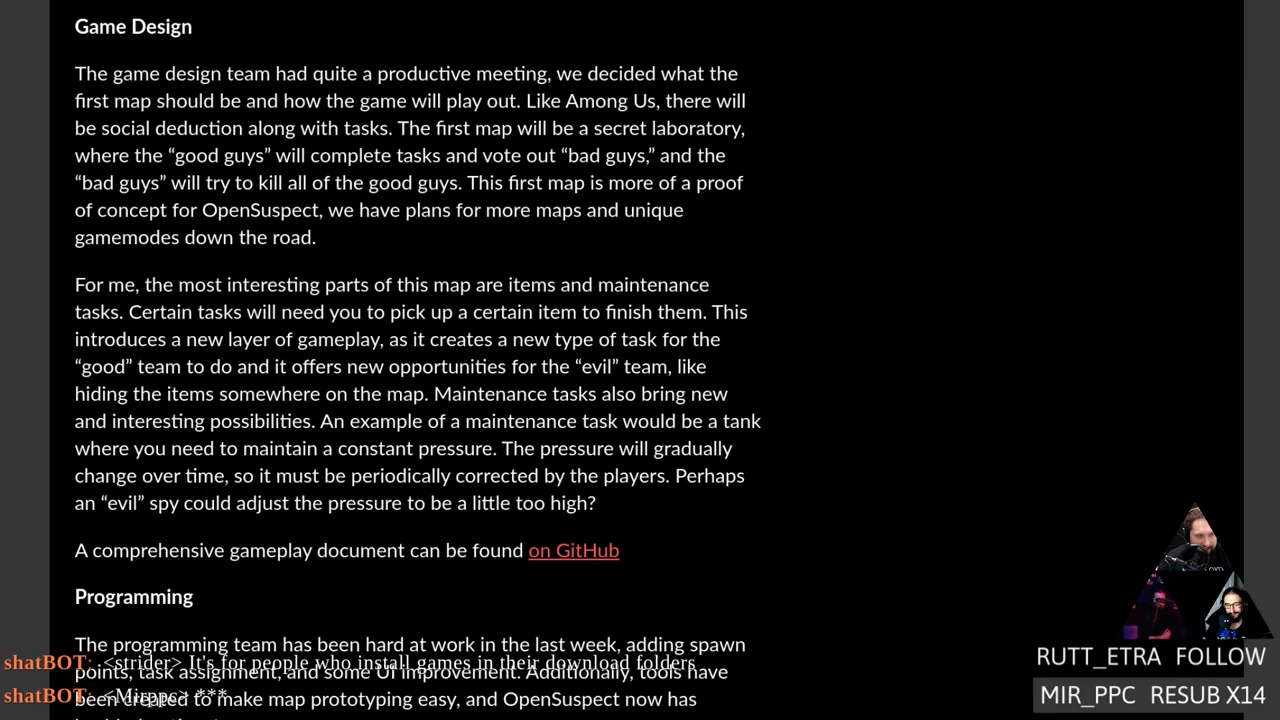 Game Design
The game design team had quite a productive meeting, we decided what the
first map should be and how the game will play out. Like Among Us, there will
be social deduction along with tasks. The first map will be a secret laboratory,
where the “good guys” will complete tasks and vote out “bad guys,” and the
“bad guys” will try to kill all of the good guys. This first map is more of a proof
of concept for OpenSuspect, we have plans for more maps and unique
gamemodes down the road.
For me, the most interesting parts of this map are items and maintenance
tasks. Certain tasks will need you to pick up a certain item to finish them. This
introduces a new layer of gameplay, as it creates a new type of task for the
“good” team to do and it offers new opportunities for the “evil” team, like
hiding the items somewhere on the map. Maintenance tasks also bring new
and interesting possibilities. An example of a maintenance task would be a tank
where you need to maintain a constant pressure. The pressure will gradually
change over time, so it must be periodically corrected by the players. Perhaps
an “evil” spy could adjust the pressure to be a little too high?
A comprehensive gameplay document can be found on GitHub
Programming
The programming team has been hard at work in the last week, adding spawn
shatBOT: <strider> It's for people who install games in their download folders
points, task assignment, and some UI improvement. Additionally, tools have
shatBOT: <Mirppc> ***
been created to make map prototyping easy, and OpenSuspect now has
RUTT_ETRA FOLLOW
MIR_PPC RESUB X14